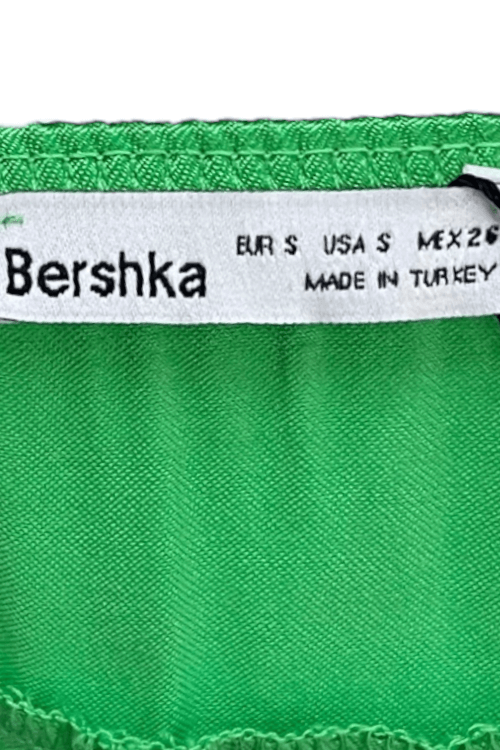 EUR S USA S MEX 26
Bershka
MADE IN TURKEY